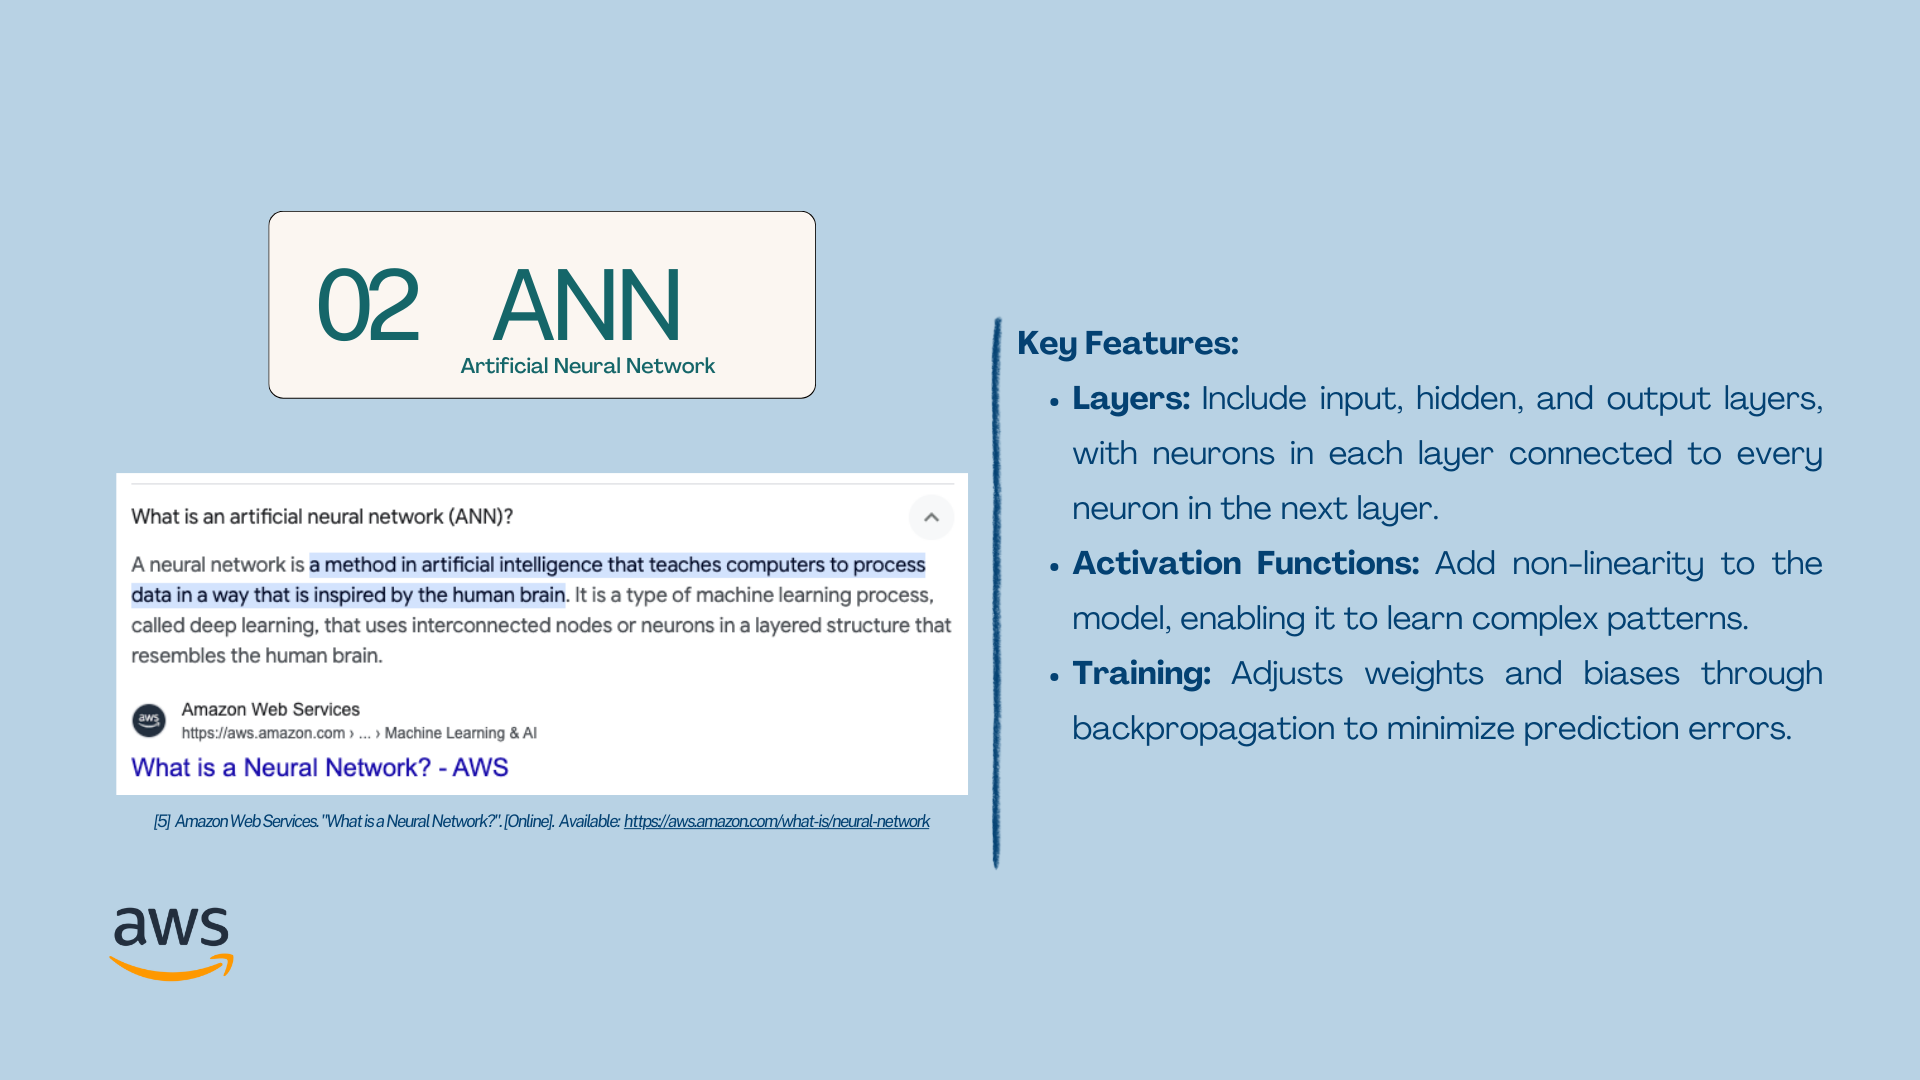 02 ANN
Artificial Neural Network
What is an artificial neural network (ANN)?
A neural network is a method in artificial intelligence that teaches computers to process
data in a way that is inspired by the human brain. It is a type of machine learning process,
called deep learning, that uses interconnected nodes or neurons in a layered structure that
resembles the human brain.
aws
Amazon Web Services
https://aws.amazon.com › ... › Machine Learning & AI
What is a Neural Network? - AWS
[5] Amazon Web Services. "What is a Neural Network?". [Online]. Available: https://aws.amazon.com/what-is/neural-network
aws
Key Features:
• Layers: Include input, hidden, and output layers,
with neurons in each layer connected to every
neuron in the next layer.
• Activation Functions: Add non-linearity to the
model, enabling it to learn complex patterns.
• Training: Adjusts weights and biases through
backpropagation to minimize prediction errors.